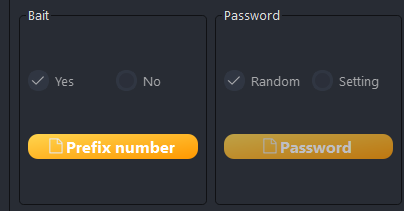 Bait
Password
Yes
No
Random
Setting
Prefix number
Password